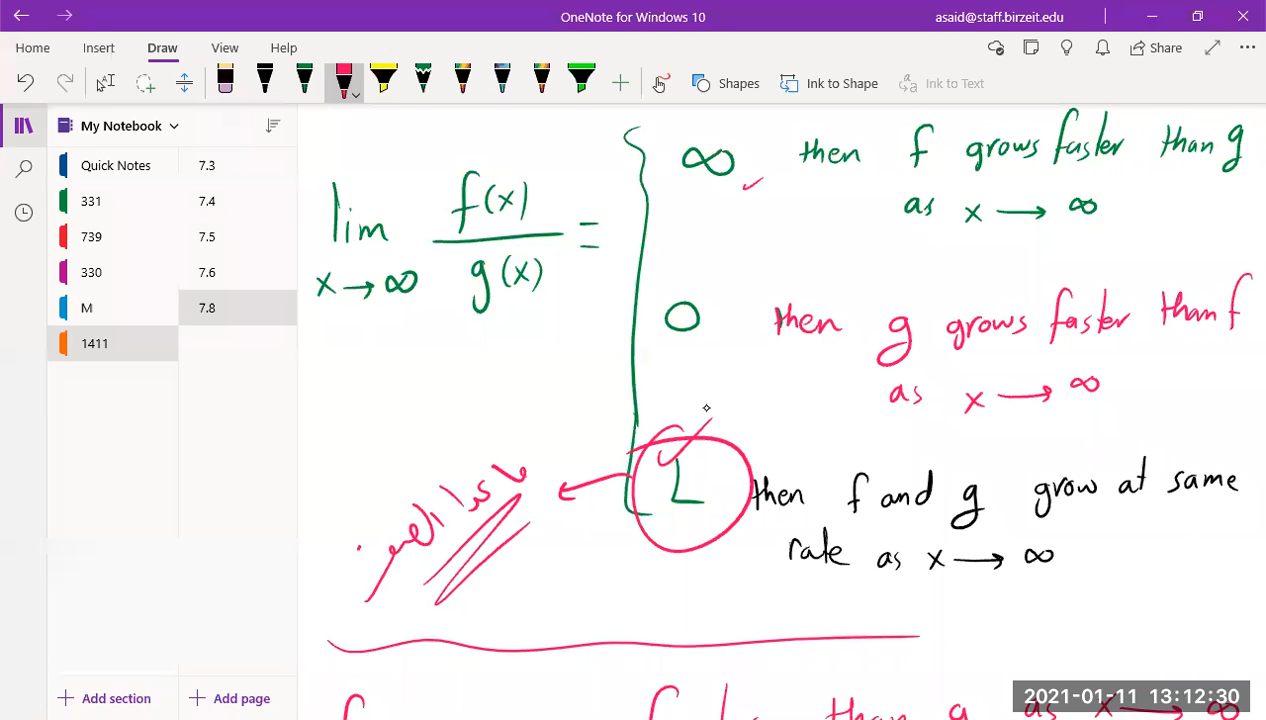 OneNote for Windows 10
asaid@staff.birzeit.edu
Home Insert Draw View Help
Share
Shapes Ink to Shape Ink to Text
My Notebook
Quick Notes 7.3
331 7.4
739 7.5
330 7.6
M 7.8
1411
lim x → ∞ f(x) / g(x) =
∞ then f grows faster than g
as x → ∞
0 then g grows faster than f
as x → ∞
L then f and g grow at same
rate as x → ∞
than g as x → ∞
Add section Add page
2021-01-11 13:12:30